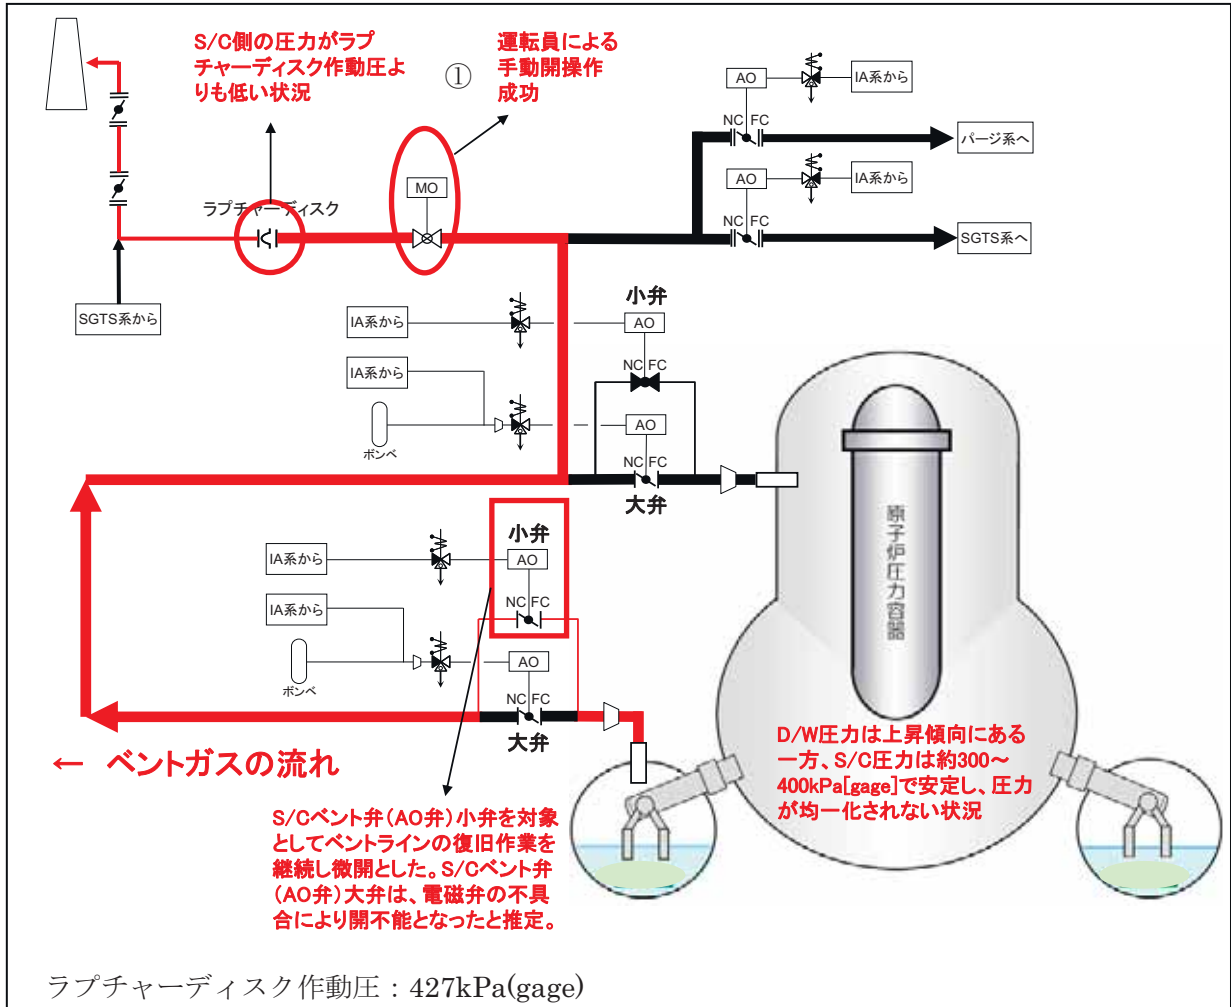 S/C側の圧力がラプ
チャーディスク作動圧よ
りも低い状況
①
運転員による
手動開操作
成功
AO
IA系から
NC FC
パージ系へ
AO
IA系から
NC FC
SGTS系へ
MO
ラプチャーディスク
SGTS系から
小弁
IA系から
AO
NC FC
IA系から
AO
ボンベ
NC FC
大弁
小弁
IA系から
AO
NC FC
IA系から
AO
ボンベ
NC FC
大弁
原子炉圧力容器
← ベントガスの流れ
D/W圧力は上昇傾向にある
一方、S/C圧力は約300～
400kPa[gage]で安定し、圧力
が均一化されない状況
S/Cベント弁(AO弁)小弁を対象
としてベントラインの復旧作業を
継続し微開とした。S/Cベント弁
(AO弁)大弁は、電磁弁の不具
合により開不能となったと推定。
ラプチャーディスク作動圧：427kPa(gage)